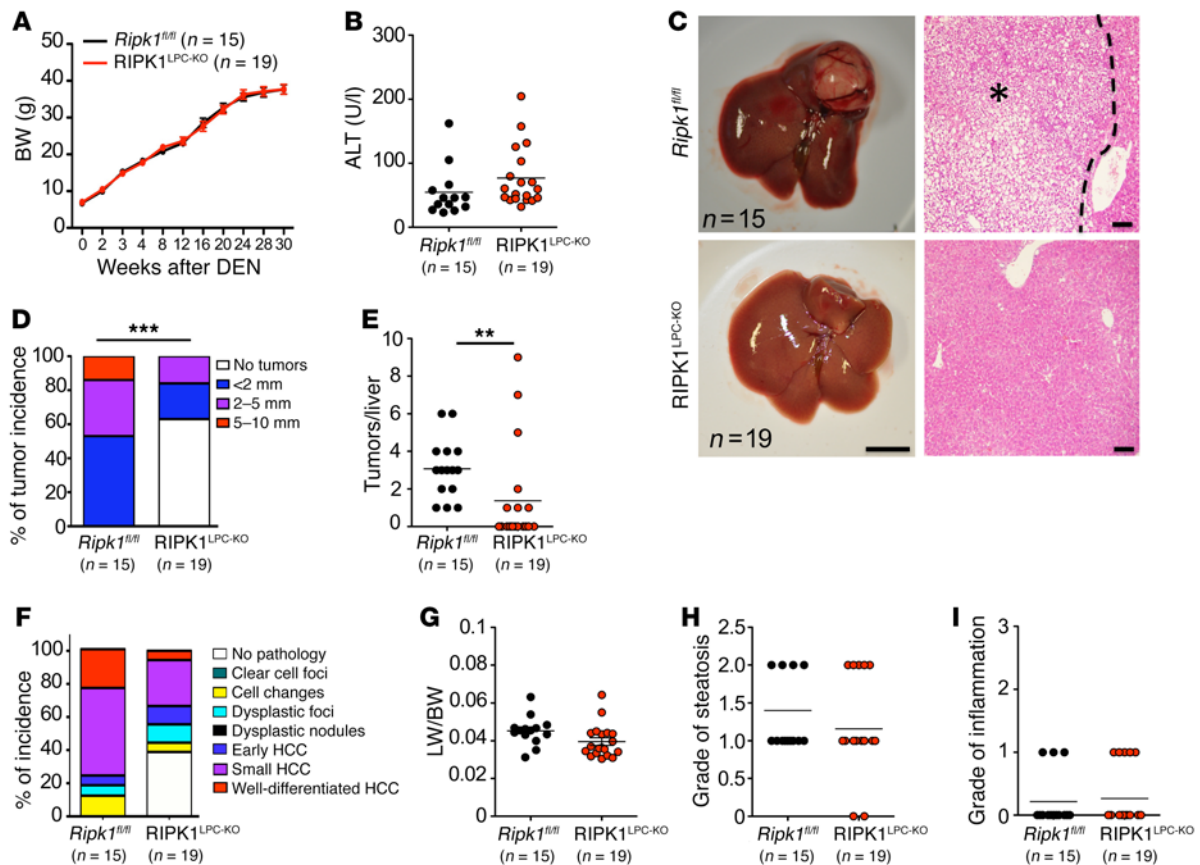 A
BW (g)
50
40
30
20
10
0
Ripk1fl/fl (n = 15)
RIPK1LPC-KO (n = 19)
0 2 3 4 8 12 16 20 24 28 30
Weeks after DEN
B
ALT (U/l)
300
200
100
0
Ripk1fl/fl RIPK1LPC-KO
(n = 15) (n = 19)
C
Ripk1fl/fl
n = 15
*
RIPK1LPC-KO
n = 19
D
***
% of tumor incidence
100
80
60
40
20
0
No tumors
<2 mm
2–5 mm
5–10 mm
Ripk1fl/fl RIPK1LPC-KO
(n = 15) (n = 19)
E
**
Tumors/liver
10
8
6
4
2
0
Ripk1fl/fl RIPK1LPC-KO
(n = 15) (n = 19)
F
% of incidence
100
80
60
40
20
0
No pathology
Clear cell foci
Cell changes
Dysplastic foci
Dysplastic nodules
Early HCC
Small HCC
Well-differentiated HCC
Ripk1fl/fl RIPK1LPC-KO
(n = 15) (n = 19)
G
LW/BW
0.1
0.08
0.06
0.04
0.02
0
Ripk1fl/fl RIPK1LPC-KO
(n = 15) (n = 19)
H
Grade of steatosis
2.5
2.0
1.5
1.0
0.5
0
Ripk1fl/fl RIPK1LPC-KO
(n = 15) (n = 19)
I
Grade of inflammation
3
2
1
0
Ripk1fl/fl RIPK1LPC-KO
(n = 15) (n = 19)